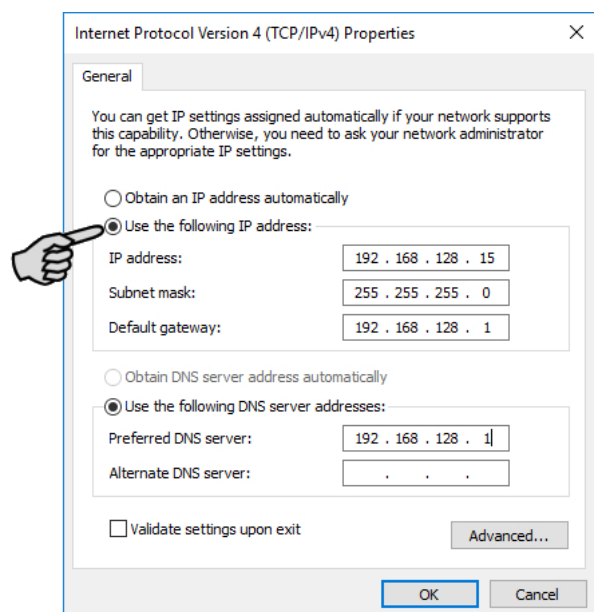 Internet Protocol Version 4 (TCP/IPv4) Properties
General
You can get IP settings assigned automatically if your network supports
this capability. Otherwise, you need to ask your network administrator
for the appropriate IP settings.
Obtain an IP address automatically
Use the following IP address:
IP address: 192 . 168 . 128 . 15
Subnet mask: 255 . 255 . 255 . 0
Default gateway: 192 . 168 . 128 . 1
Obtain DNS server address automatically
Use the following DNS server addresses:
Preferred DNS server: 192 . 168 . 128 . 1
Alternate DNS server: . . .
Validate settings upon exit
Advanced...
OK Cancel